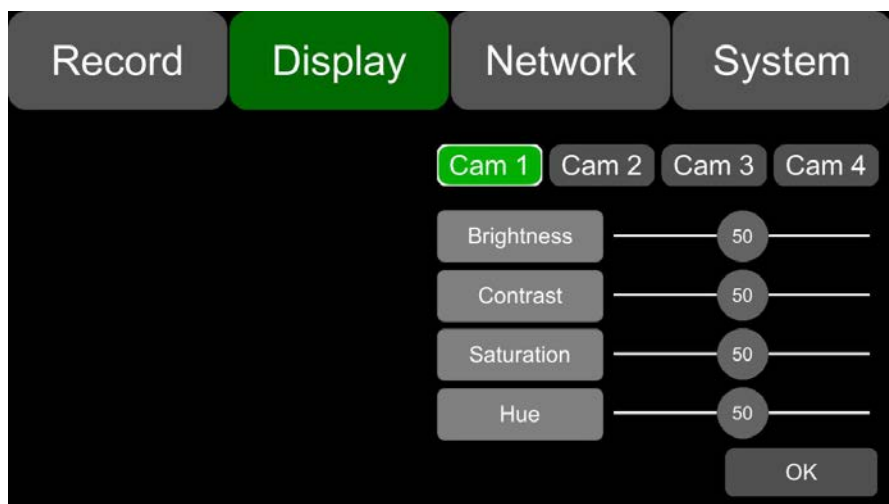 Record Display Network System
Cam 1 Cam 2 Cam 3 Cam 4
Brightness 50
Contrast 50
Saturation 50
Hue 50
OK